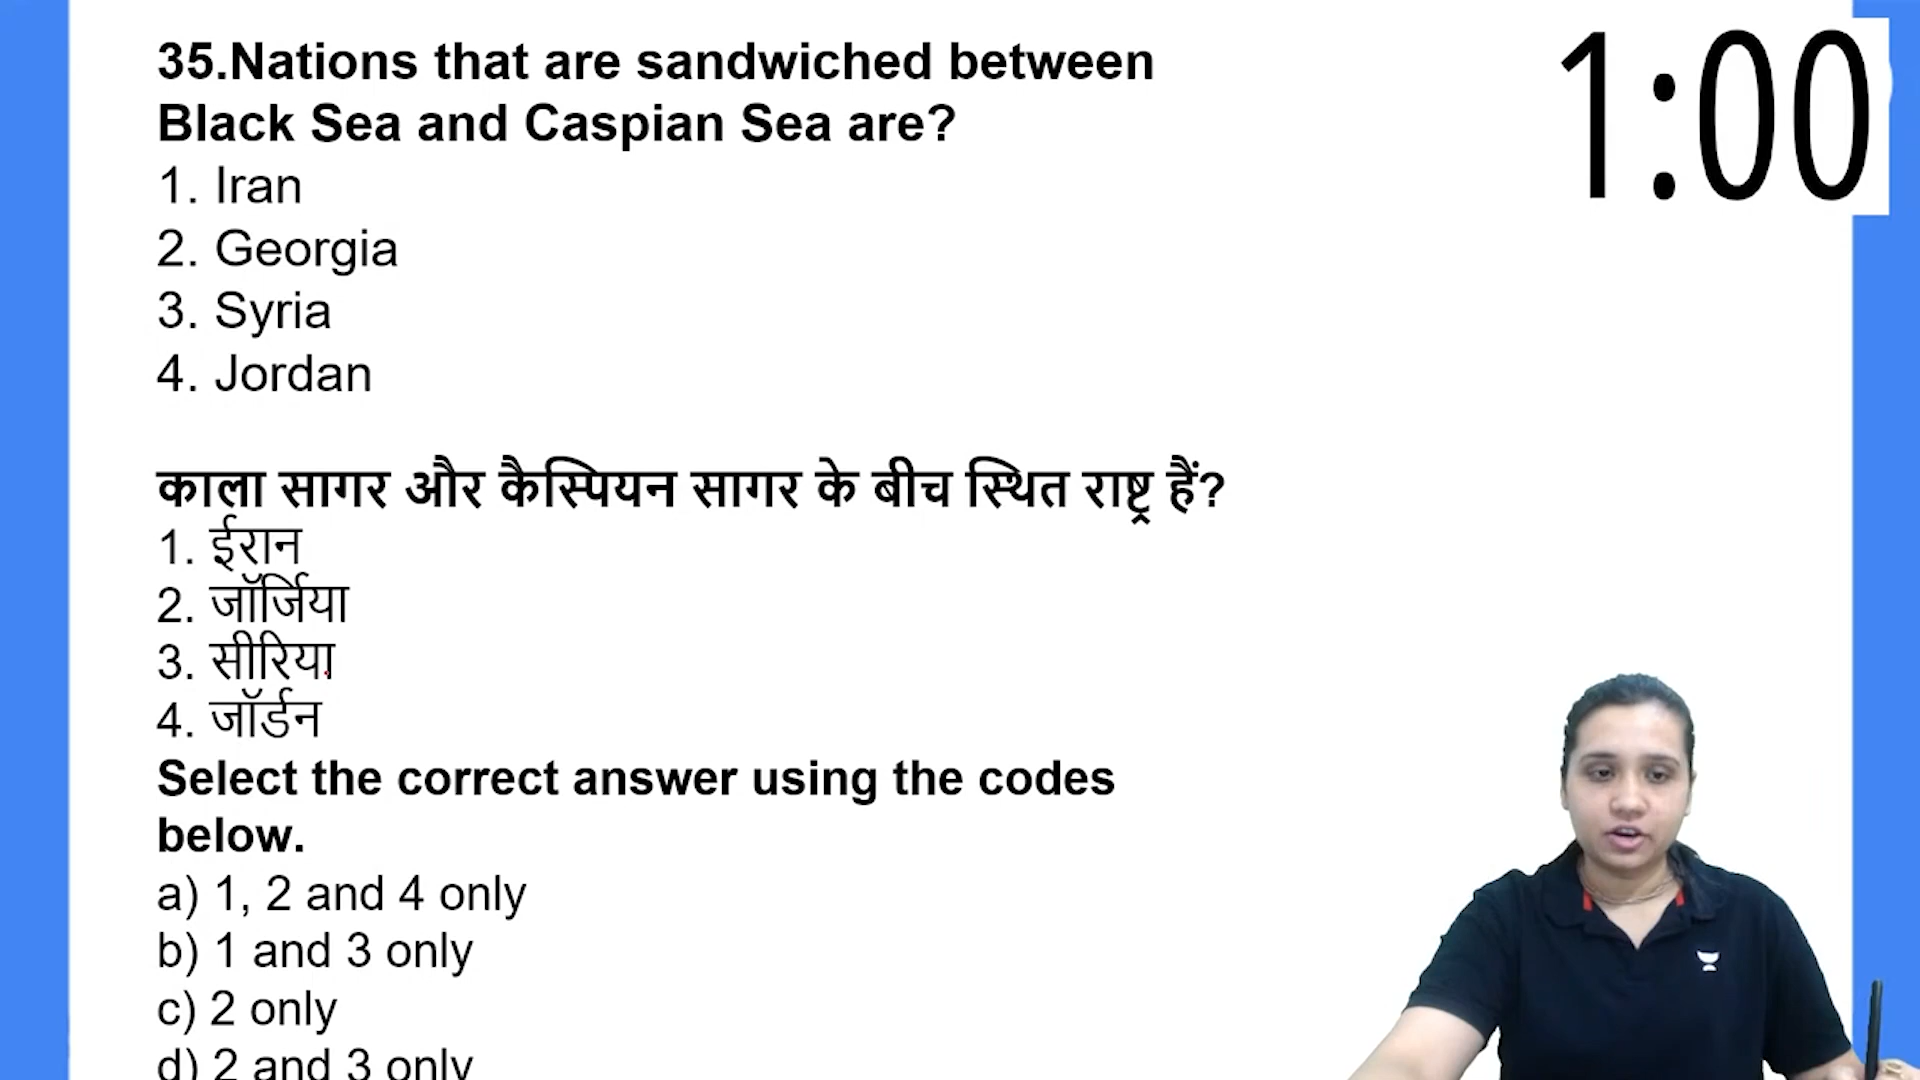 35.Nations that are sandwiched between
Black Sea and Caspian Sea are?
1. Iran
2. Georgia
3. Syria
4. Jordan
काला सागर और कैस्पियन सागर के बीच स्थित राष्ट्र हैं?
1. ईरान
2. जॉर्जिया
3. सीरिया
4. जॉर्डन
Select the correct answer using the codes
below.
a) 1, 2 and 4 only
b) 1 and 3 only
c) 2 only
d) 2 and 3 only
1:00